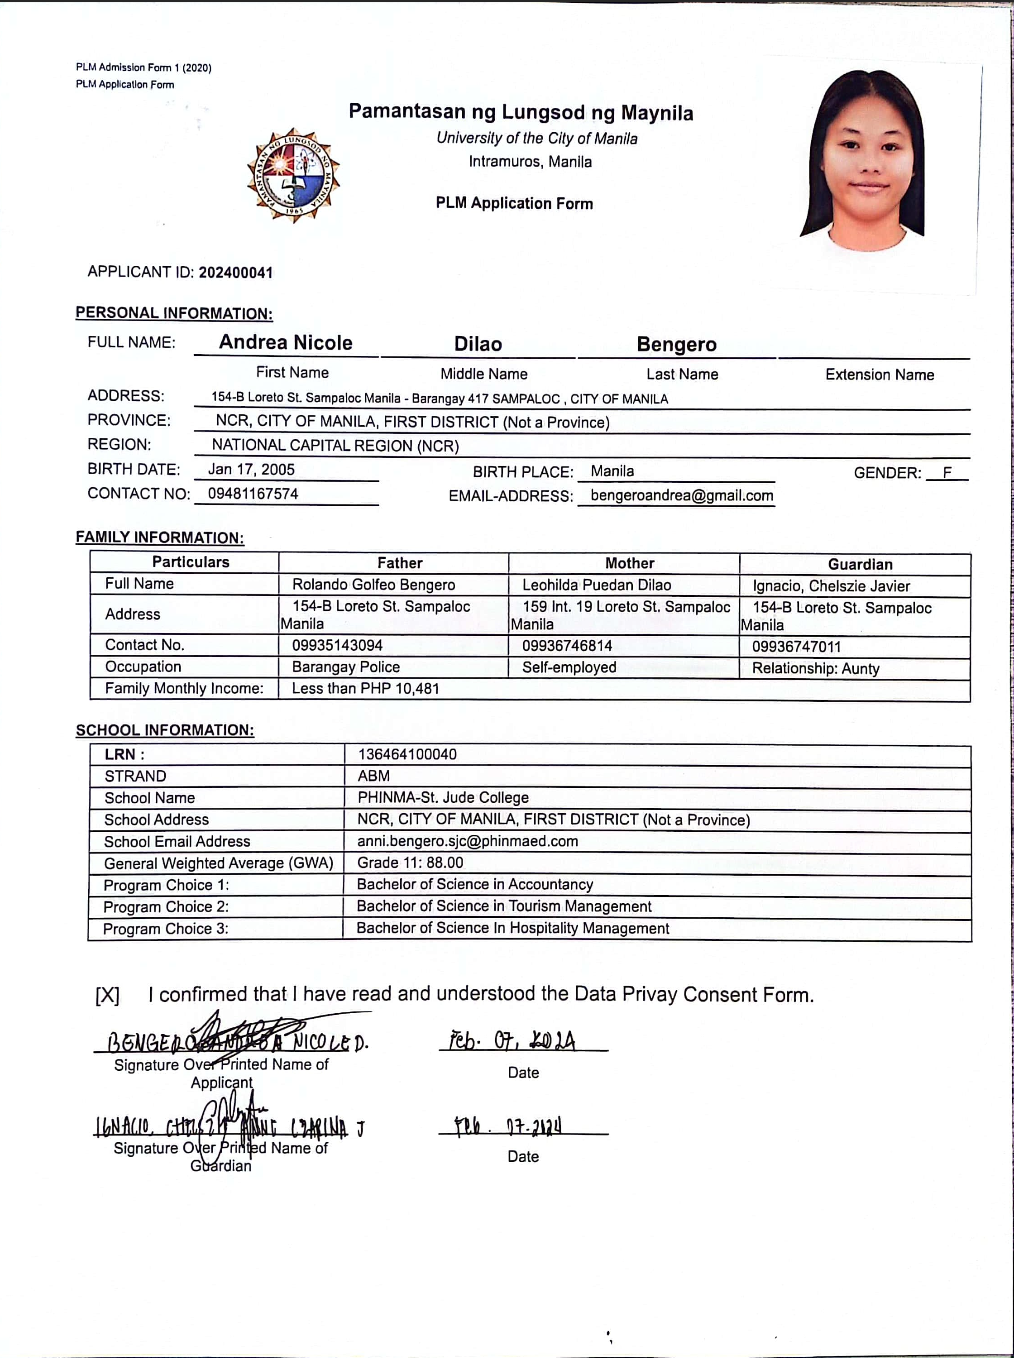 PLM Admission Form 1 (2020)
PLM Application Form
Pamantasan ng Lungsod ng Maynila
University of the City of Manila
Intramuros, Manila
PLM Application Form
PAMANTASAN NG LUNGSOD NG MAYNILA
1965
APPLICANT ID: 202400041
PERSONAL INFORMATION:
FULL NAME: Andrea Nicole Dilao Bengero
First Name Middle Name Last Name Extension Name
ADDRESS: 154-B Loreto St. Sampaloc Manila - Barangay 417 SAMPALOC , CITY OF MANILA
PROVINCE: NCR, CITY OF MANILA, FIRST DISTRICT (Not a Province)
REGION: NATIONAL CAPITAL REGION (NCR)
BIRTH DATE: Jan 17, 2005 BIRTH PLACE: Manila GENDER: F
CONTACT NO: 09481167574 EMAIL-ADDRESS: bengeroandrea@gmail.com
FAMILY INFORMATION:
Particulars Father Mother Guardian
Full Name Rolando Golfeo Bengero Leohilda Puedan Dilao Ignacio, Chelszie Javier
Address 154-B Loreto St. Sampaloc Manila 159 Int. 19 Loreto St. Sampaloc Manila 154-B Loreto St. Sampaloc Manila
Contact No. 09935143094 09936746814 09936747011
Occupation Barangay Police Self-employed Relationship: Aunty
Family Monthly Income: Less than PHP 10,481
SCHOOL INFORMATION:
LRN : 136464100040
STRAND ABM
School Name PHINMA-St. Jude College
School Address NCR, CITY OF MANILA, FIRST DISTRICT (Not a Province)
School Email Address anni.bengero.sjc@phinmaed.com
General Weighted Average (GWA) Grade 11: 88.00
Program Choice 1: Bachelor of Science in Accountancy
Program Choice 2: Bachelor of Science in Tourism Management
Program Choice 3: Bachelor of Science In Hospitality Management
[X] I confirmed that I have read and understood the Data Privay Consent Form.
BENGERO ANDREA NICOLE D. Feb. 07, 2024
Signature Over Printed Name of Applicant Date
IGNACIO, J Feb. 07. 2024
Signature Over Printed Name of Guardian Date